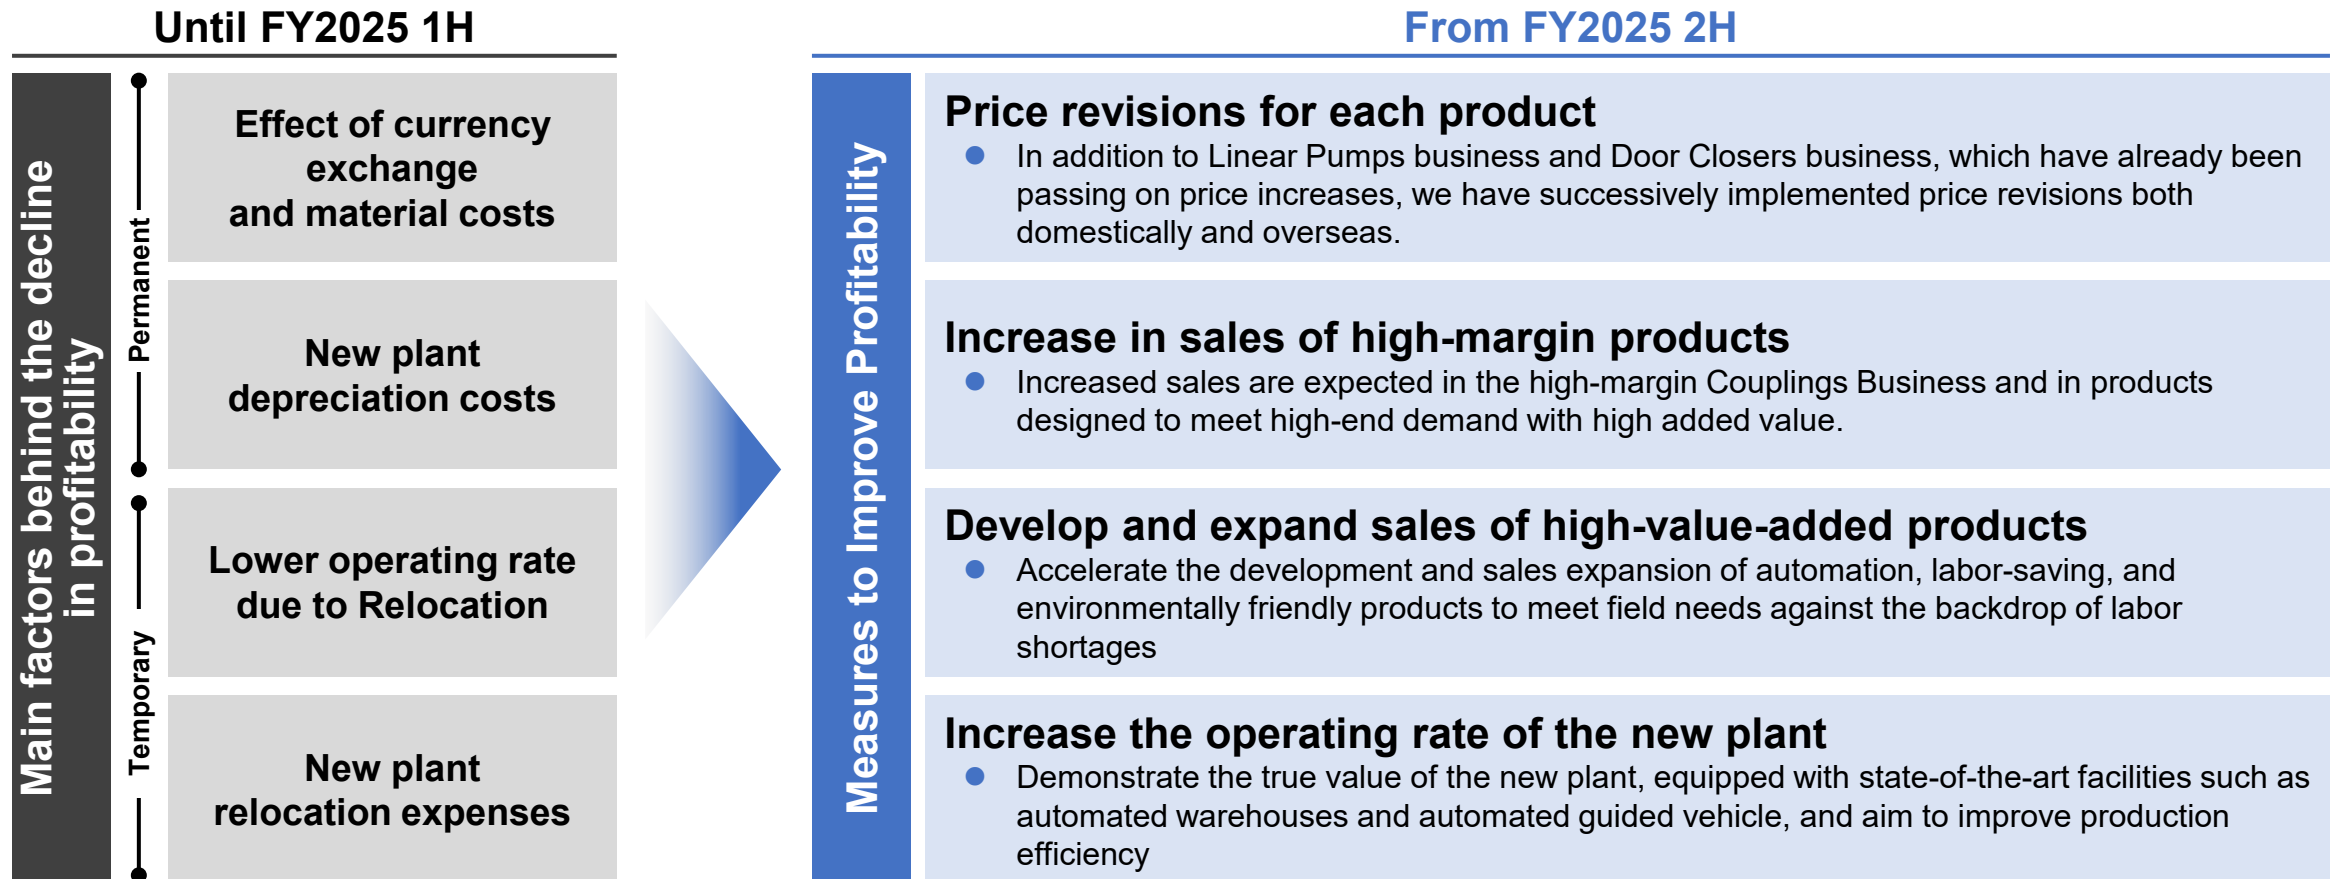 Until FY2025 1H
Main factors behind the decline
in profitability
Permanent
Effect of currency
exchange
and material costs
New plant
depreciation costs
Temporary
Lower operating rate
due to Relocation
New plant
relocation expenses
From FY2025 2H
Measures to Improve Profitability
Price revisions for each product
● In addition to Linear Pumps business and Door Closers business, which have already been
passing on price increases, we have successively implemented price revisions both
domestically and overseas.
Increase in sales of high-margin products
● Increased sales are expected in the high-margin Couplings Business and in products
designed to meet high-end demand with high added value.
Develop and expand sales of high-value-added products
● Accelerate the development and sales expansion of automation, labor-saving, and
environmentally friendly products to meet field needs against the backdrop of labor
shortages
Increase the operating rate of the new plant
● Demonstrate the true value of the new plant, equipped with state-of-the-art facilities such as
automated warehouses and automated guided vehicle, and aim to improve production
efficiency